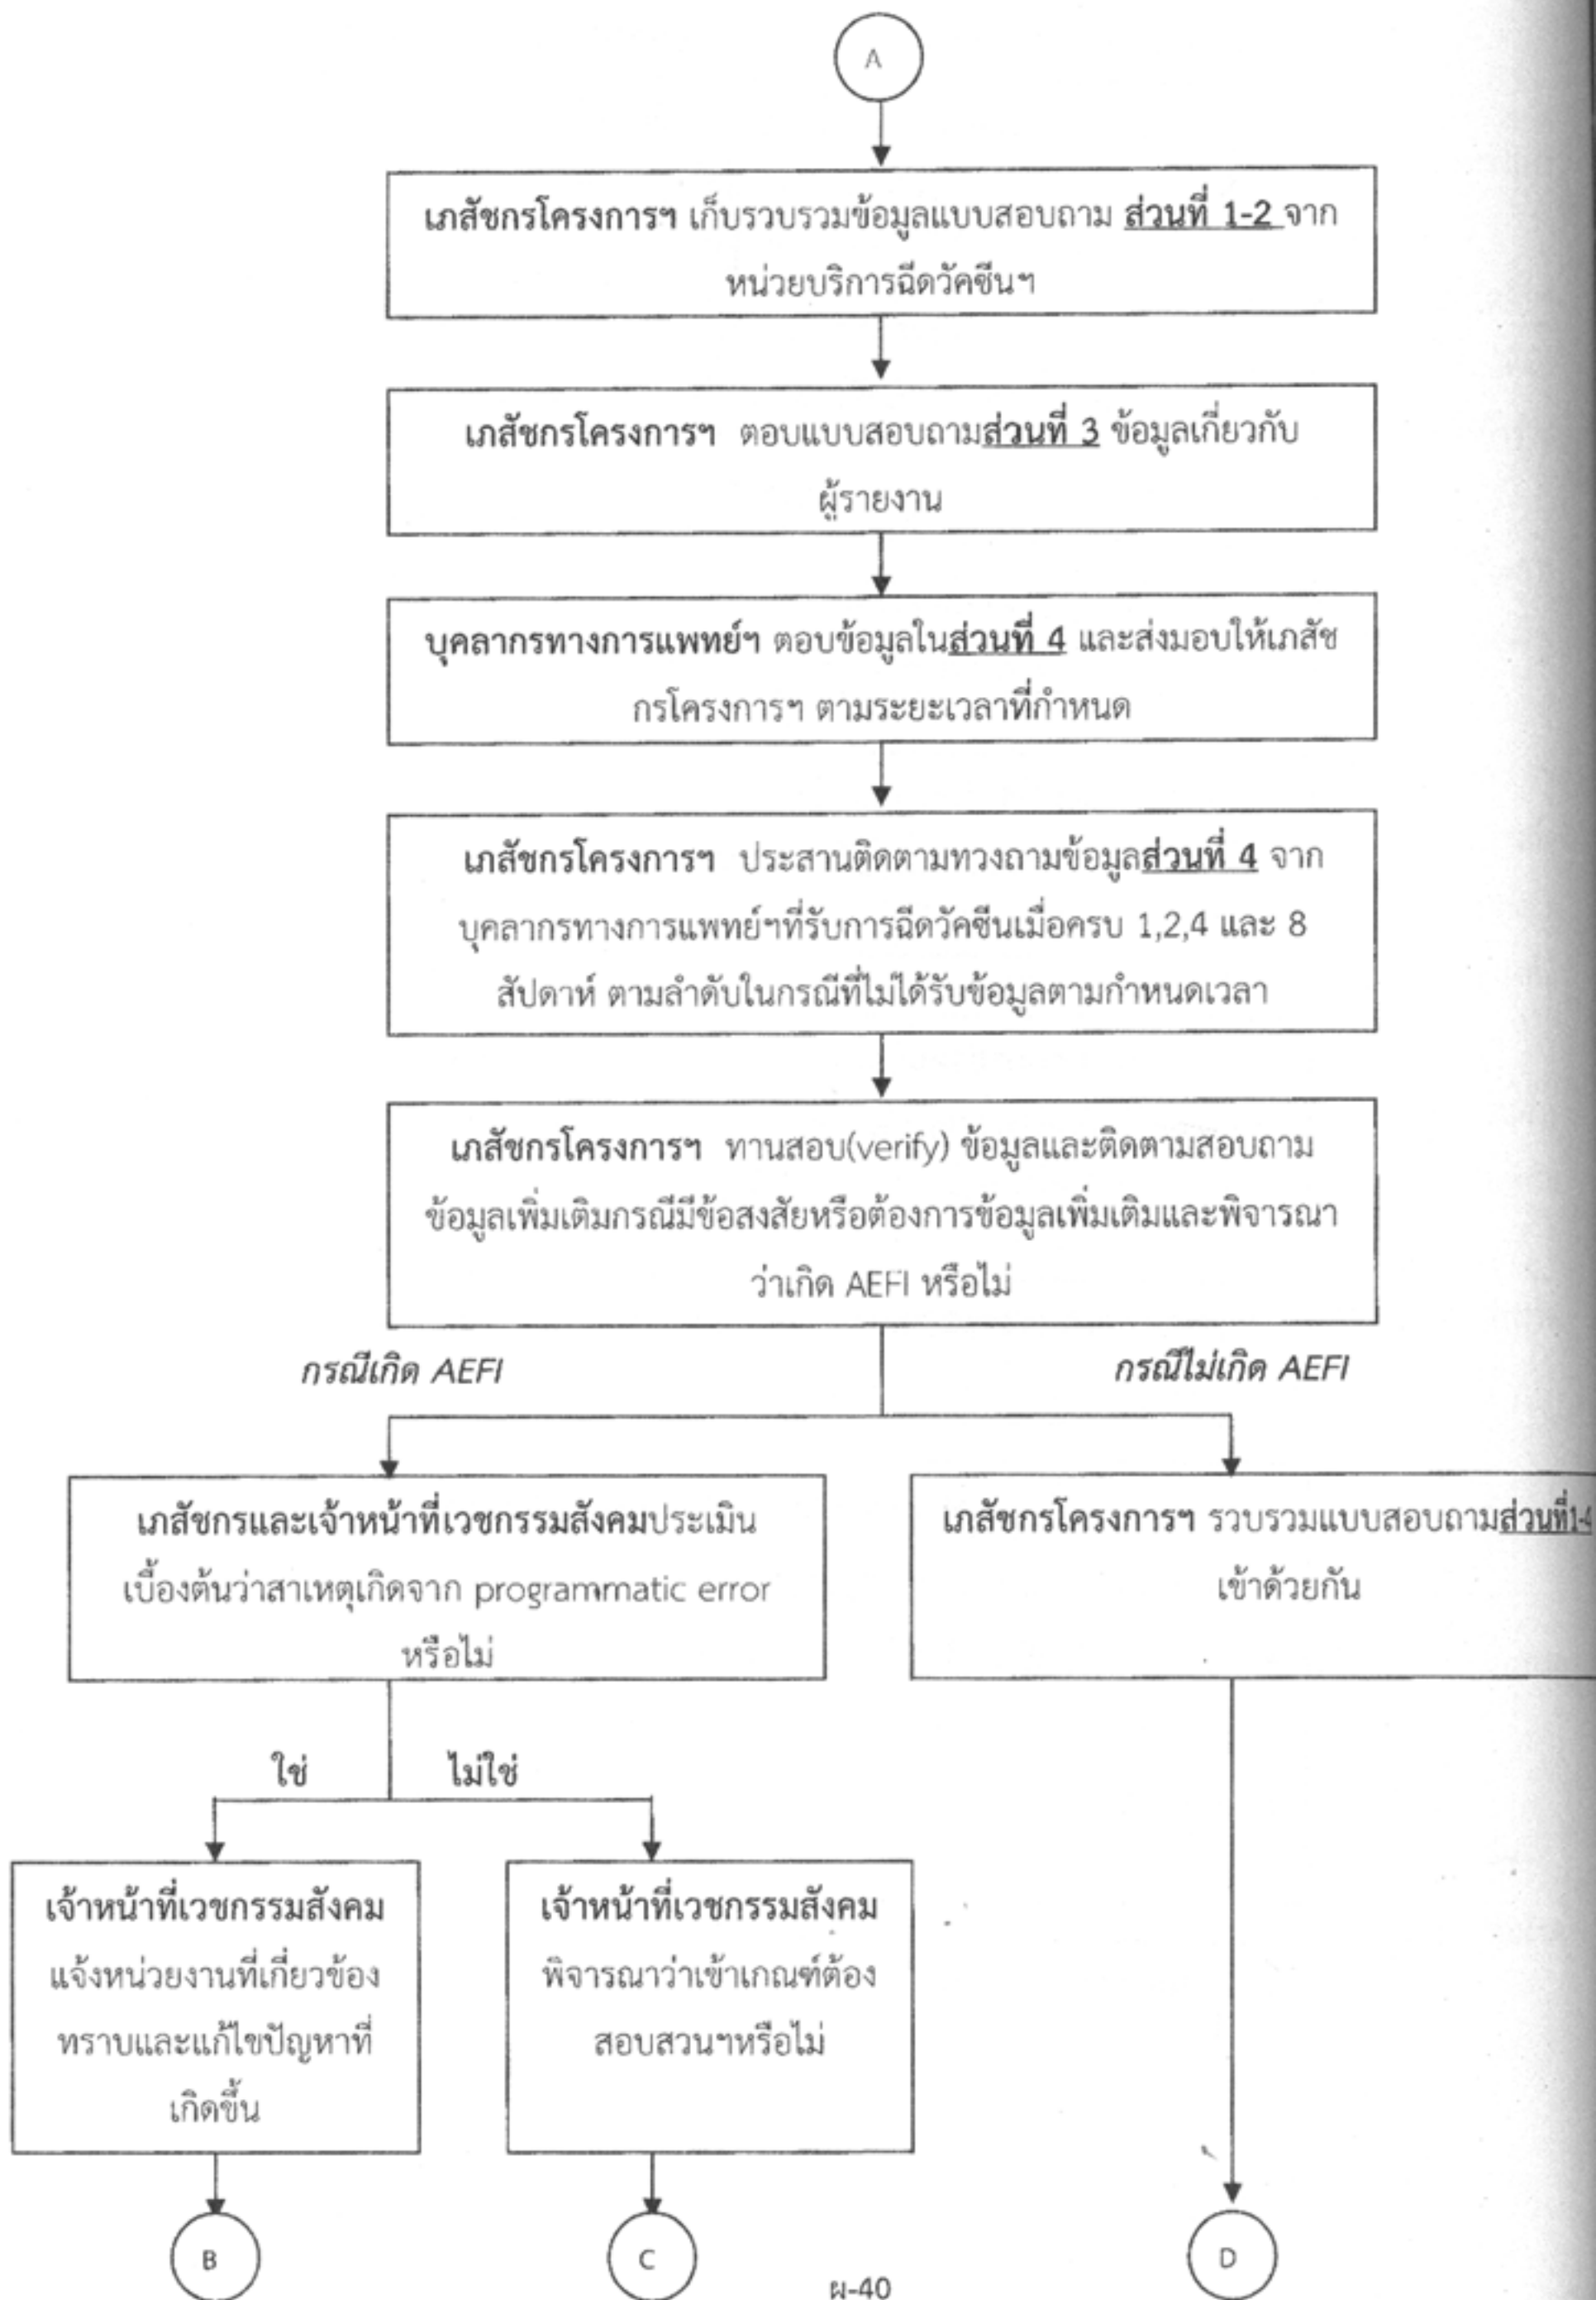 A
เภสัชกรโครงการฯ เก็บรวบรวมข้อมูลแบบสอบถาม ส่วนที่ 1-2 จาก
หน่วยบริการฉีดวัคซีนฯ
เภสัชกรโครงการฯ ตอบแบบสอบถามส่วนที่ 3 ข้อมูลเกี่ยวกับ
ผู้รายงาน
บุคลากรทางการแพทย์ฯ ตอบข้อมูลในส่วนที่ 4 และส่งมอบให้เภสัช
กรโครงการฯ ตามระยะเวลาที่กำหนด
เภสัชกรโครงการฯ ประสานติดตามทวงถามข้อมูลส่วนที่ 4 จาก
บุคลากรทางการแพทย์ฯที่รับการฉีดวัคซีนเมื่อครบ 1,2,4 และ 8
สัปดาห์ ตามลำดับในกรณีที่ไม่ได้รับข้อมูลตามกำหนดเวลา
เภสัชกรโครงการฯ ทานสอบ(verify) ข้อมูลและติดตามสอบถาม
ข้อมูลเพิ่มเติมกรณีมีข้อสงสัยหรือต้องการข้อมูลเพิ่มเติมและพิจารณา
ว่าเกิด AEFI หรือไม่
กรณีเกิด AEFI
กรณีไม่เกิด AEFI
เภสัชกรและเจ้าหน้าที่เวชกรรมสังคมประเมิน
เบื้องต้นว่าสาเหตุเกิดจาก programmatic error
หรือไม่
เภสัชกรโครงการฯ รวบรวมแบบสอบถามส่วนที่1-4
เข้าด้วยกัน
ใช่
ไม่ใช่
เจ้าหน้าที่เวชกรรมสังคม
แจ้งหน่วยงานที่เกี่ยวข้อง
ทราบและแก้ไขปัญหาที่
เกิดขึ้น
เจ้าหน้าที่เวชกรรมสังคม
พิจารณาว่าเข้าเกณฑ์ต้อง
สอบสวนฯหรือไม่
B
C
D
ผ-40